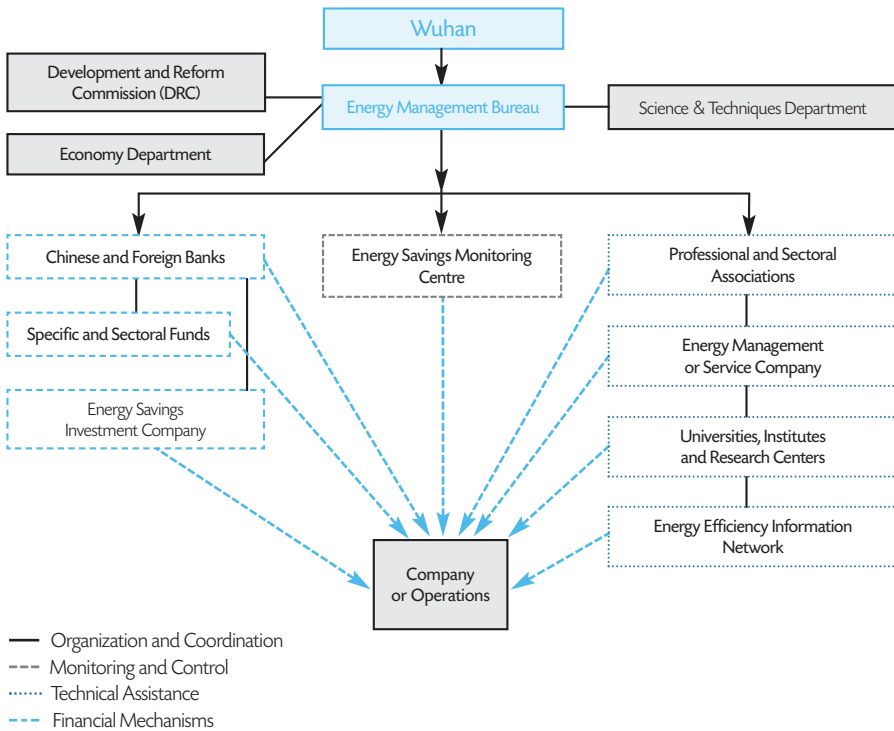 Wuhan
Development and Reform
Commission (DRC)
Energy Management Bureau
Science & Techniques Department
Economy Department
Chinese and Foreign Banks
Energy Savings Monitoring
Centre
Professional and Sectoral
Associations
Specific and Sectoral Funds
Energy Management
or Service Company
Energy Savings
Investment Company
Universities, Institutes
and Research Centers
Energy Efficiency Information
Network
Company
or Operations
Organization and Coordination
Monitoring and Control
Technical Assistance
Financial Mechanisms